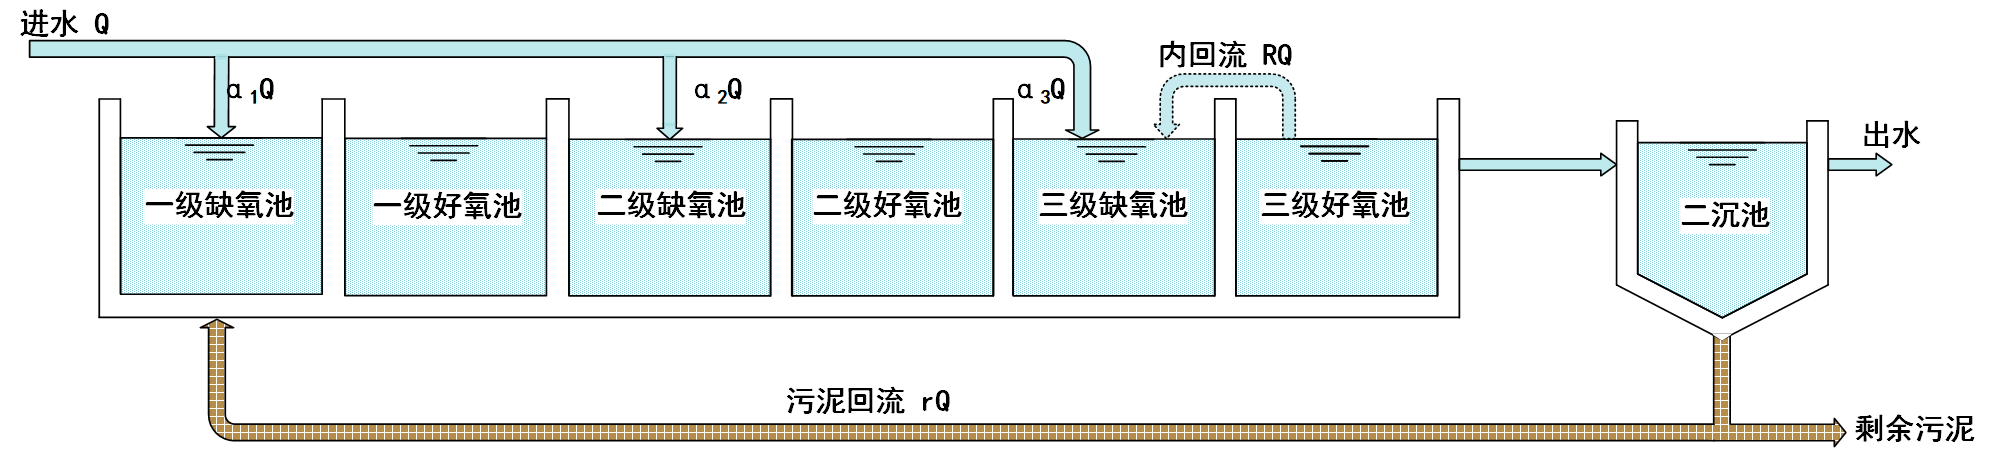 进水 Q
α1Q
α2Q
α3Q
内回流 RQ
出水
一级缺氧池
一级好氧池
二级缺氧池
二级好氧池
三级缺氧池
三级好氧池
二沉池
污泥回流 rQ
剩余污泥